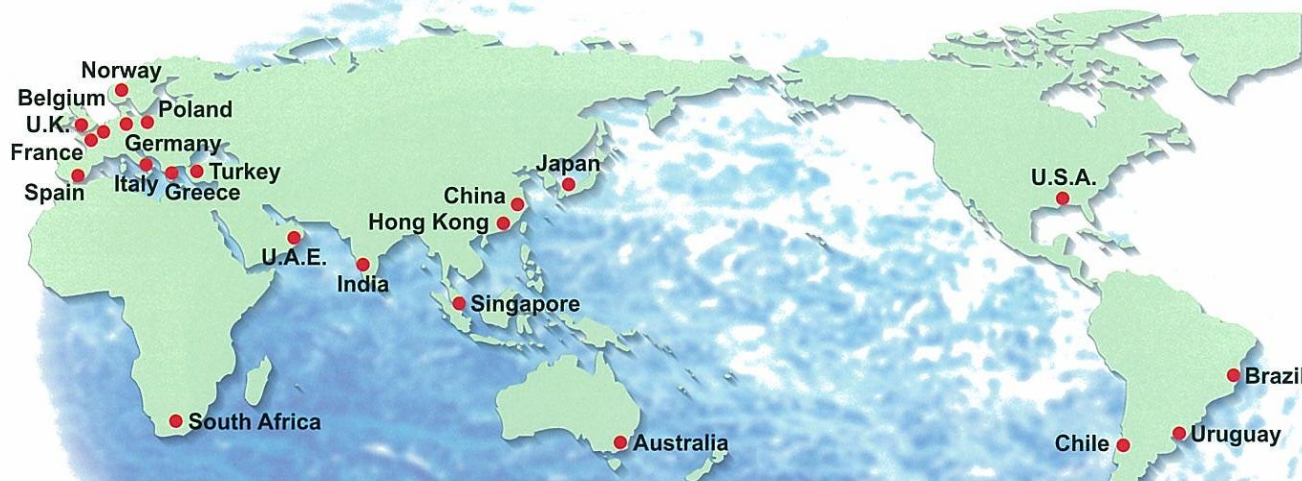 Norway
Belgium
Poland
U.K.
Germany
France
Italy
Turkey
Spain
Greece
Japan
China
Hong Kong
U.S.A.
U.A.E.
India
Singapore
South Africa
Australia
Brazil
Chile
Uruguay